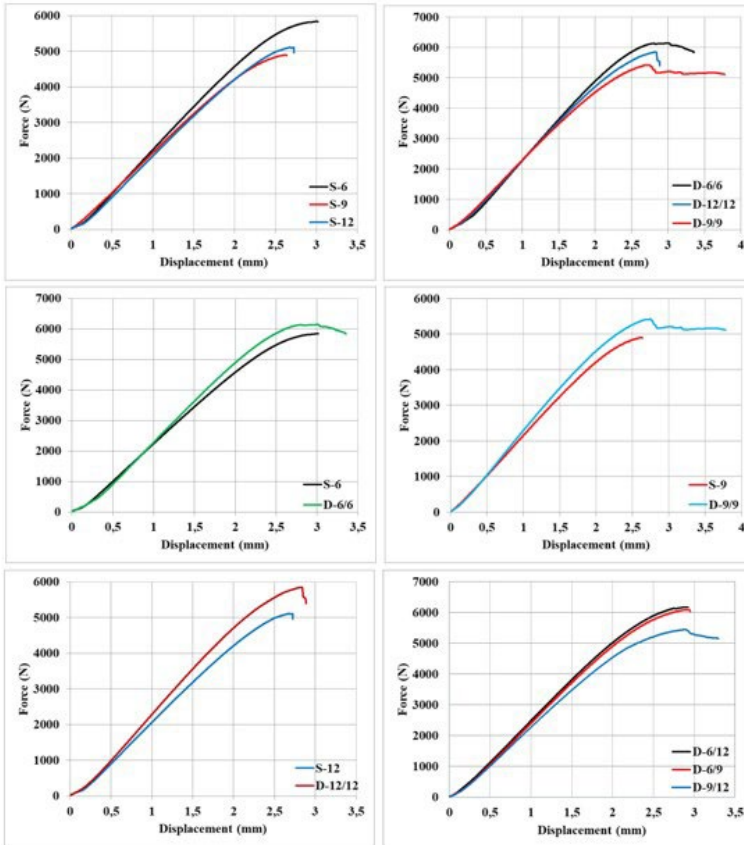 7000
6000
5000
4000
3000
2000
1000
0
Force (N)
S-6
S-9
S-12
0 0,5 1 1,5 2 2,5 3 3,5
Displacement (mm)
7000
6000
5000
4000
3000
2000
1000
0
Force (N)
D-6/6
D-12/12
D-9/9
0 0,5 1 1,5 2 2,5 3 3,5 4
Displacement (mm)
7000
6000
5000
4000
3000
2000
1000
0
Force (N)
S-6
D-6/6
0 0,5 1 1,5 2 2,5 3 3,5
Displacement (mm)
6000
5000
4000
3000
2000
1000
0
Force (N)
S-9
D-9/9
0 0,5 1 1,5 2 2,5 3 3,5 4
Displacement (mm)
6000
5000
4000
3000
2000
1000
0
Force (N)
S-12
D-12/12
0 0,5 1 1,5 2 2,5 3 3,5
Displacement (mm)
7000
6000
5000
4000
3000
2000
1000
0
Force (N)
D-6/12
D-6/9
D-9/12
0 0,5 1 1,5 2 2,5 3 3,5
Displacement (mm)